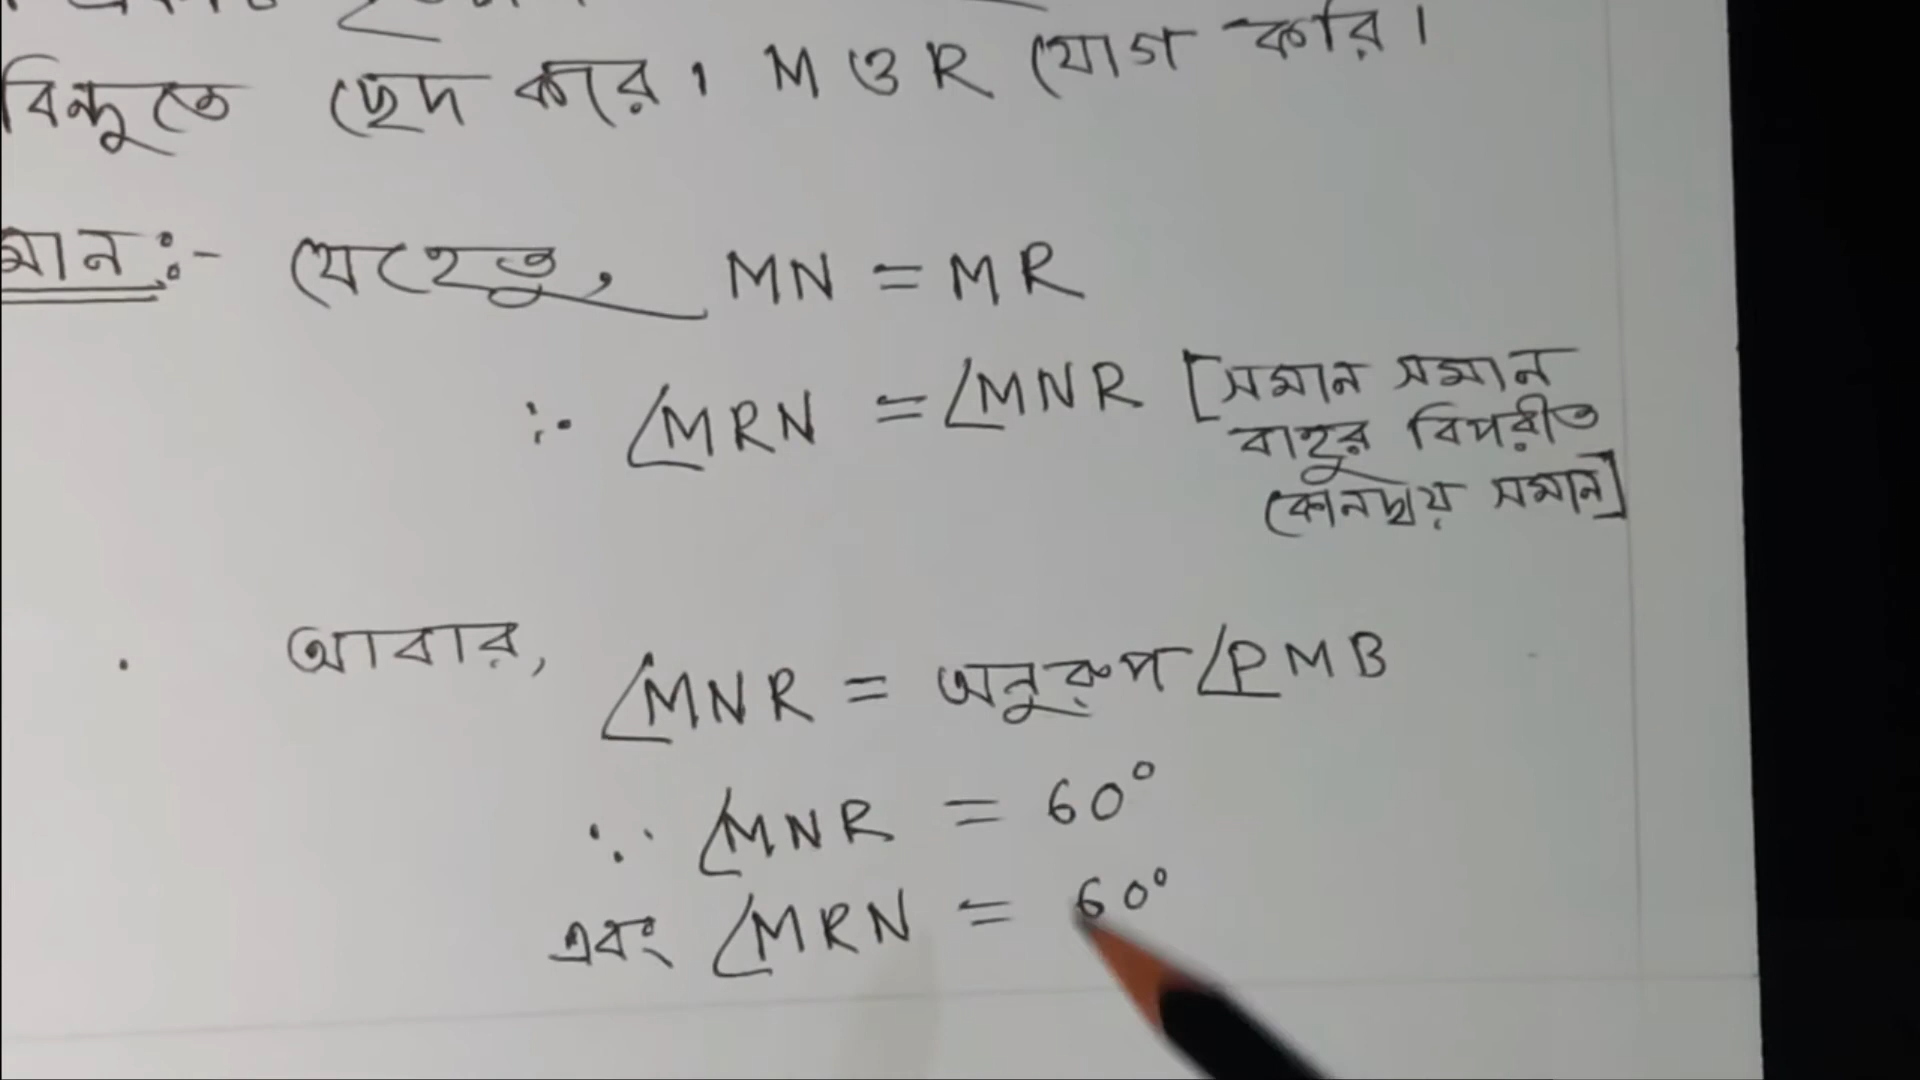 বিন্দুতে ছেদ করে। M ও R যোগ করি।
মান :- যেহেতু, MN = MR
∴ ∠MRN = ∠MNR [সমান সমান
বাহুর বিপরীত
কোনদ্বয় সমান]
আবার, ∠MNR = অনুরুপ ∠PMB
∴ ∠MNR = 60°
এবং ∠MRN = 60°